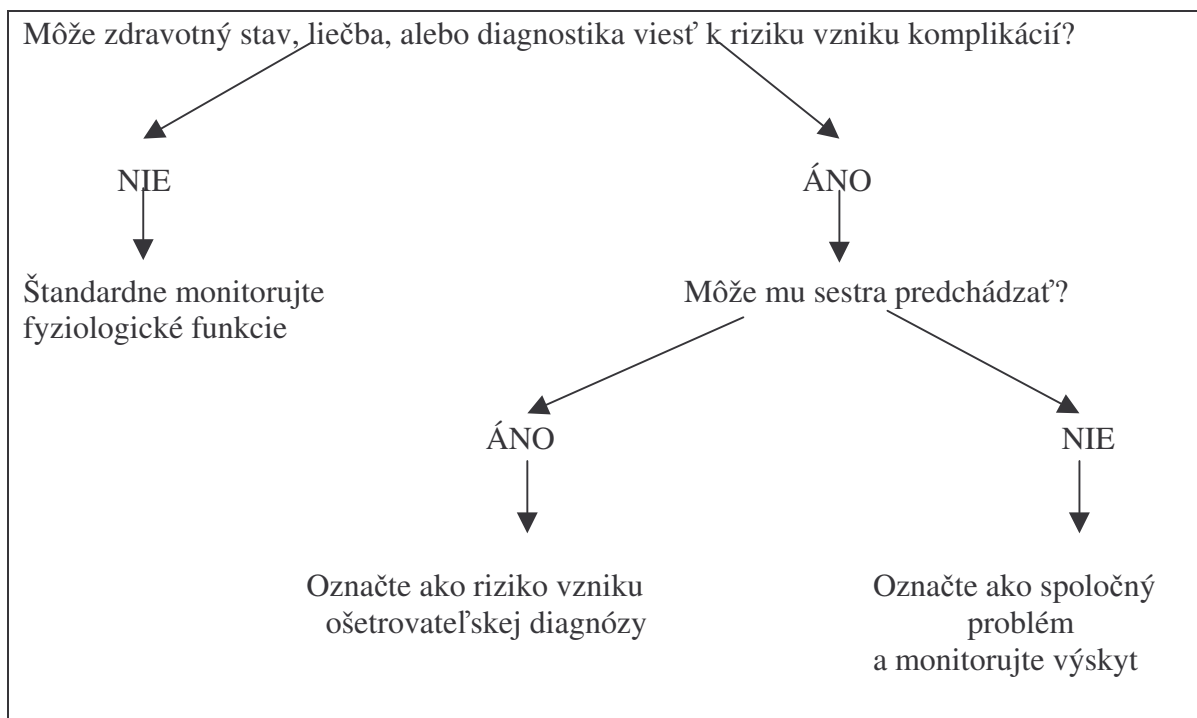 Môže zdravotný stav, liečba, alebo diagnostika viesť k riziku vzniku komplikácií?
NIE
ÁNO
Štandardne monitorujte
fyziologické funkcie
Môže mu sestra predchádzať?
ÁNO
NIE
Označte ako riziko vzniku
ošetrovateľskej diagnózy
Označte ako spoločný
problém
a monitorujte výskyt